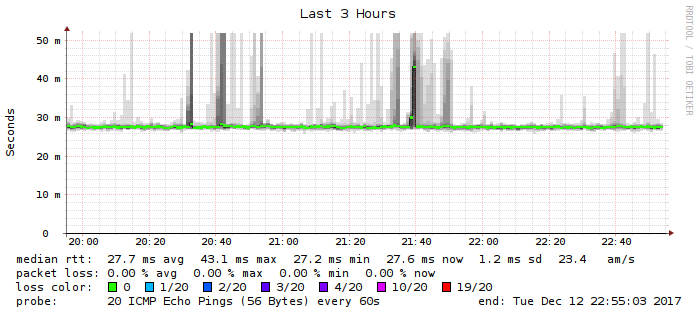 Last 3 Hours
RRDTOOL / TOBI OETIKER
Seconds
50 m
40 m
30 m
20 m
10 m
0
20:00 20:20 20:40 21:00 21:20 21:40 22:00 22:20 22:40
median rtt: 27.7 ms avg 43.1 ms max 27.2 ms min 27.6 ms now 1.2 ms sd 23.4 am/s
packet loss: 0.00 % avg 0.00 % max 0.00 % min 0.00 % now
loss color: 0 1/20 2/20 3/20 4/20 10/20 19/20
probe: 20 ICMP Echo Pings (56 Bytes) every 60s end: Tue Dec 12 22:55:03 2017